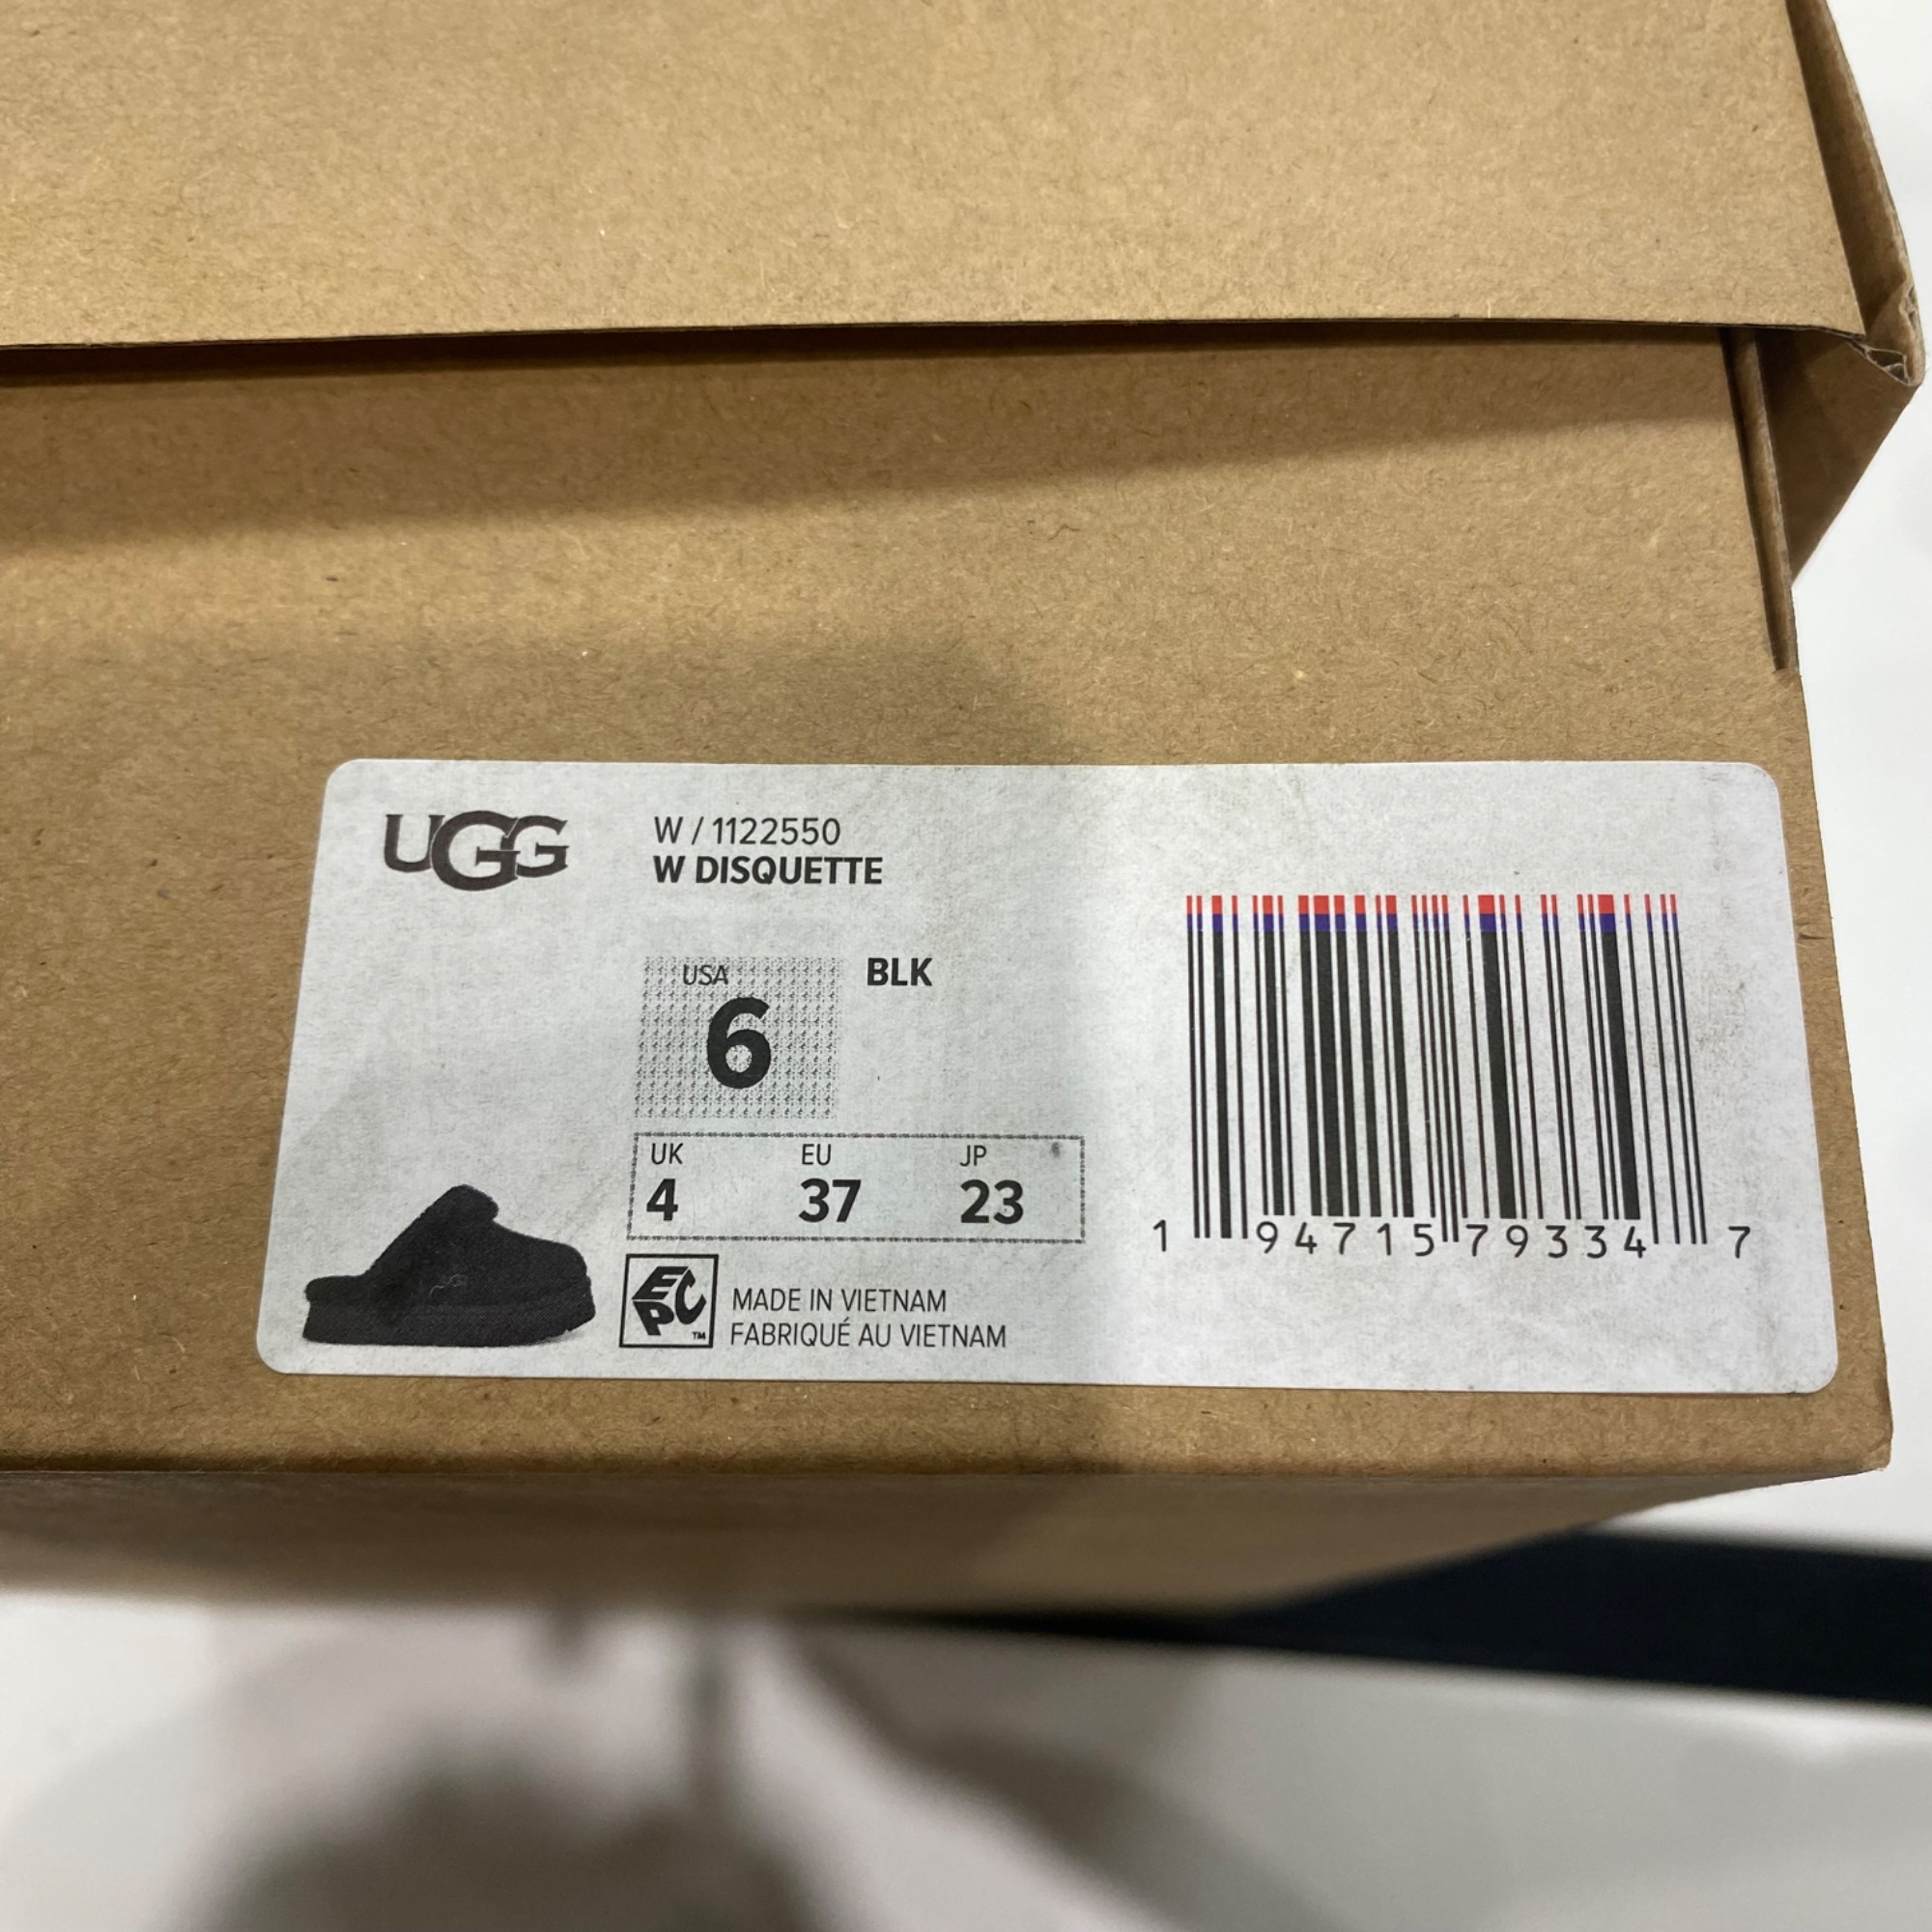 UGG
W / 1122550
W DISQUETTE
USA
6
BLK
UK EU JP
4 37 23
EPC™
MADE IN VIETNAM
FABRIQUÉ AU VIETNAM
1 94715 79334 7